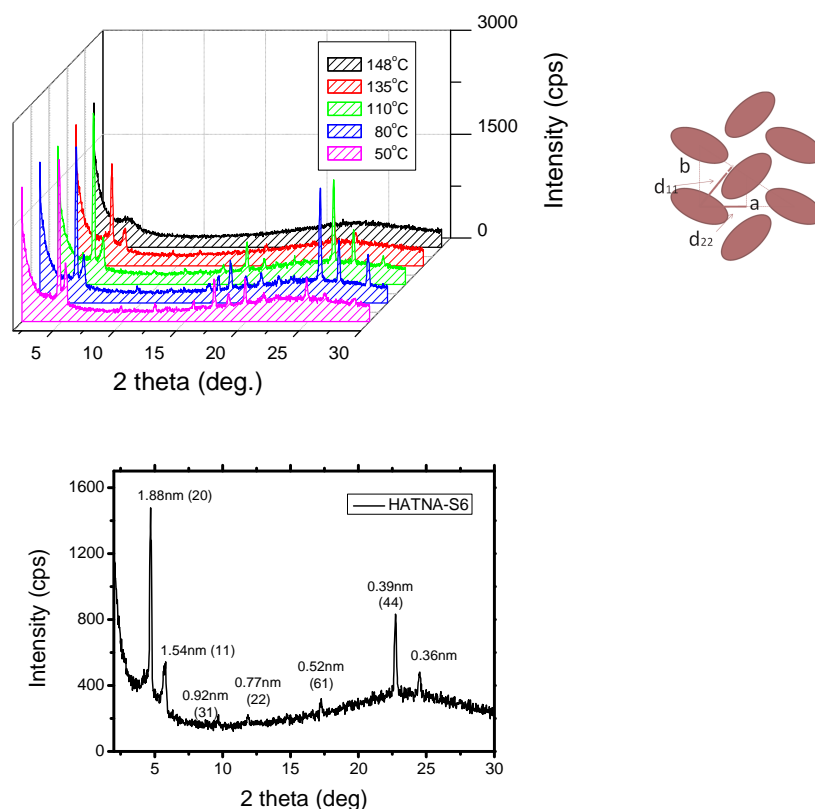 3000
1500
0
Intensity (cps)
148°C
135°C
110°C
80°C
50°C
5 10 15 20 25 30
2 theta (deg.)
b
d11
a
d22
1600
1200
800
400
0
Intensity (cps)
1.88nm (20)
HATNA-S6
1.54nm (11)
0.92nm
(31)
0.77nm
(22)
0.52nm
(61)
0.39nm
(44)
0.36nm
5 10 15 20 25 30
2 theta (deg)